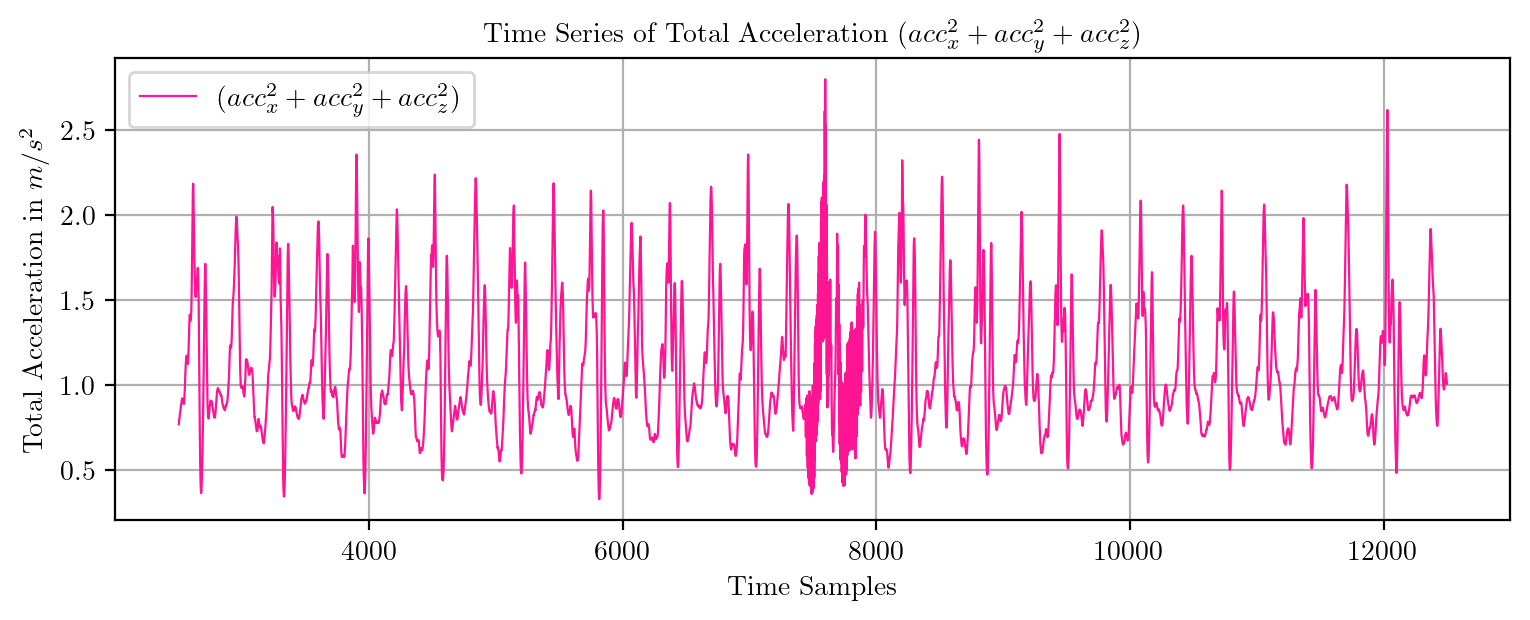 Time Series of Total Acceleration $(acc_x^2 + acc_y^2 + acc_z^2)$
$(acc_x^2 + acc_y^2 + acc_z^2)$
Total Acceleration in $m/s^2$
2.5
2.0
1.5
1.0
0.5
4000 6000 8000 10000 12000
Time Samples